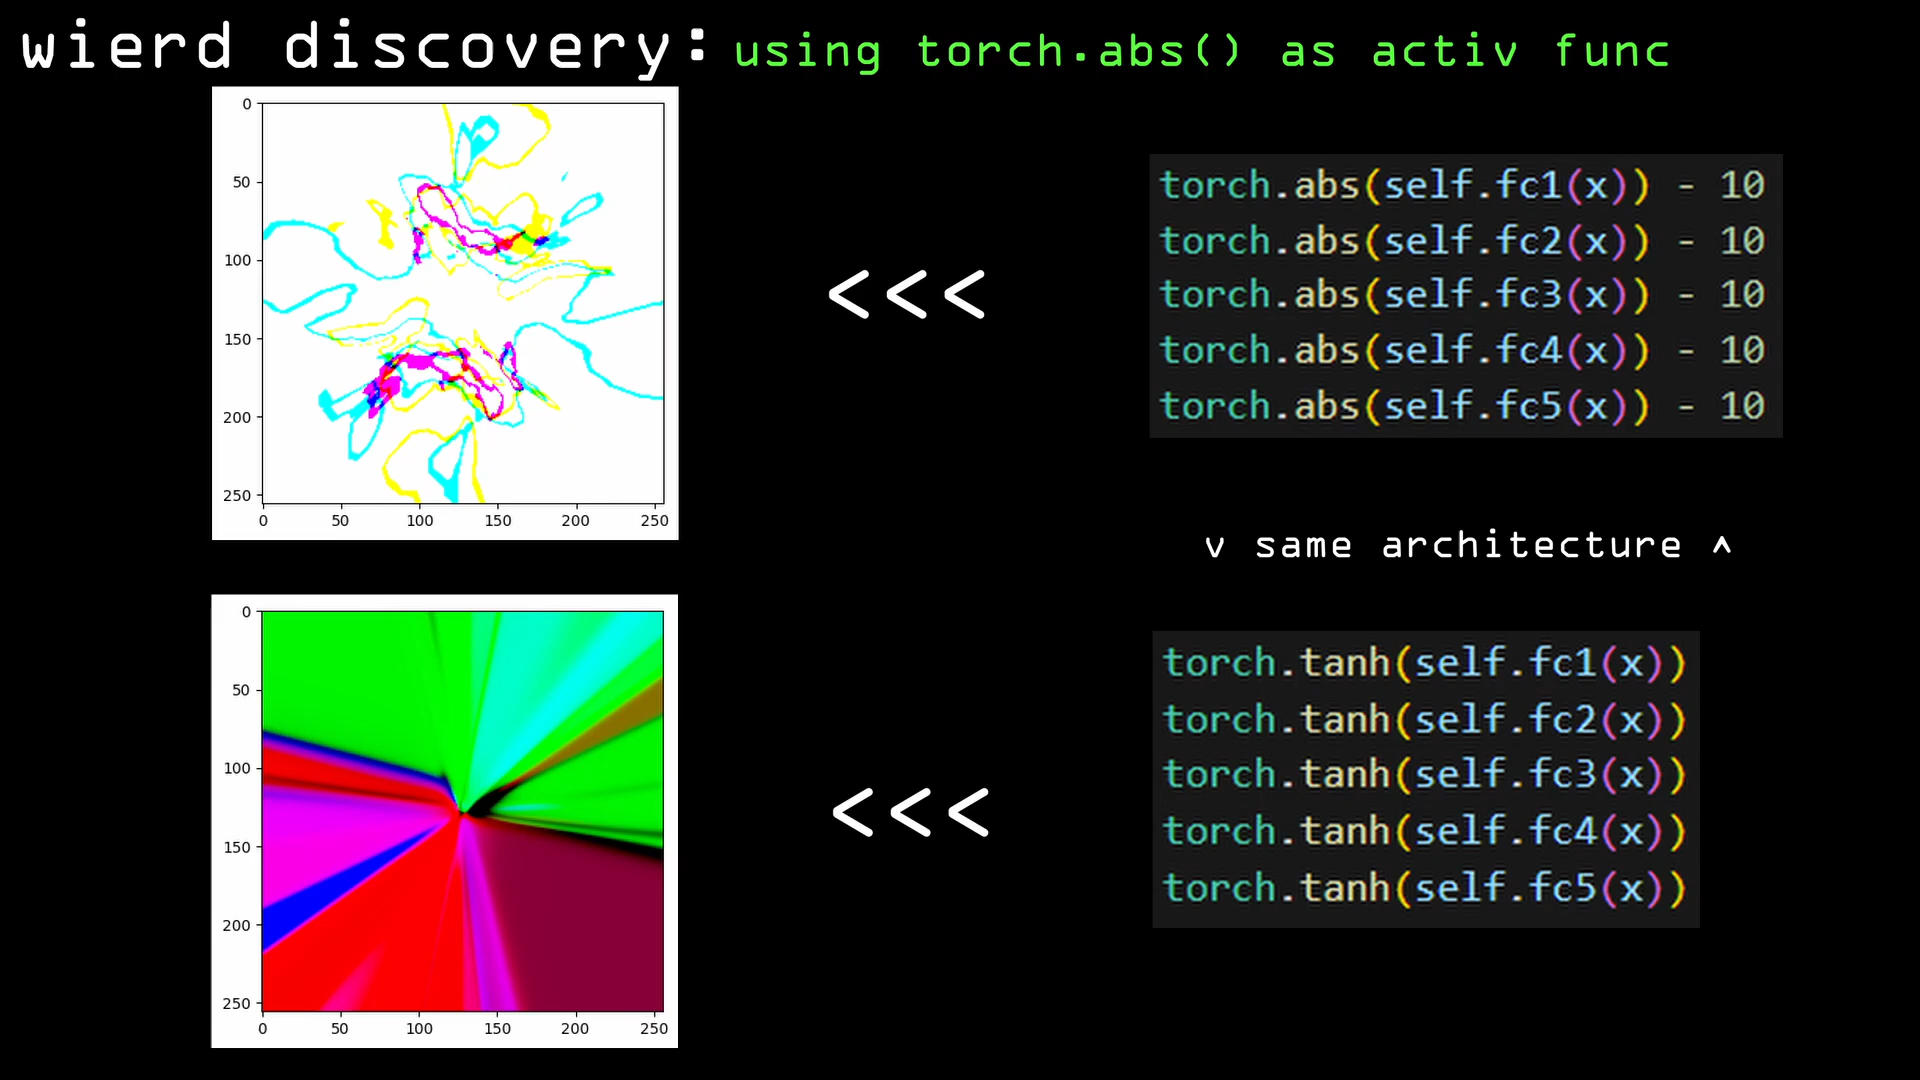 wierd discovery: using torch.abs() as activ func
0
50
100
150
200
250
0 50 100 150 200 250
<<<
torch.abs(self.fc1(x)) - 10
torch.abs(self.fc2(x)) - 10
torch.abs(self.fc3(x)) - 10
torch.abs(self.fc4(x)) - 10
torch.abs(self.fc5(x)) - 10
v same architecture ^
0
50
100
150
200
250
0 50 100 150 200 250
<<<
torch.tanh(self.fc1(x))
torch.tanh(self.fc2(x))
torch.tanh(self.fc3(x))
torch.tanh(self.fc4(x))
torch.tanh(self.fc5(x))